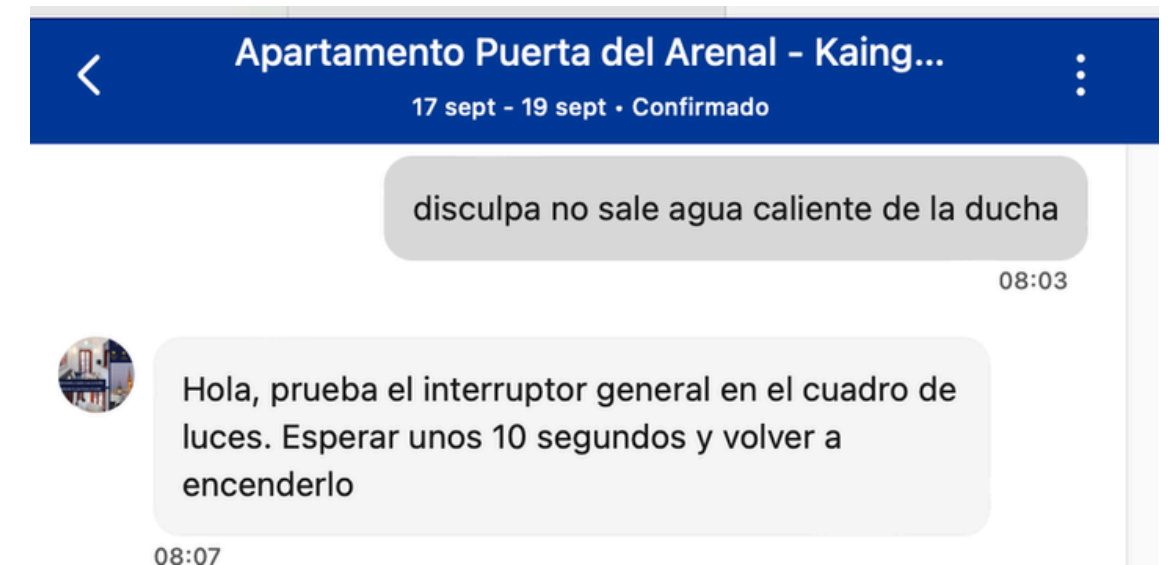 Apartamento Puerta del Arenal - Kaing...
17 sept - 19 sept • Confirmado
disculpa no sale agua caliente de la ducha
08:03
Hola, prueba el interruptor general en el cuadro de
luces. Esperar unos 10 segundos y volver a
encenderlo
08:07